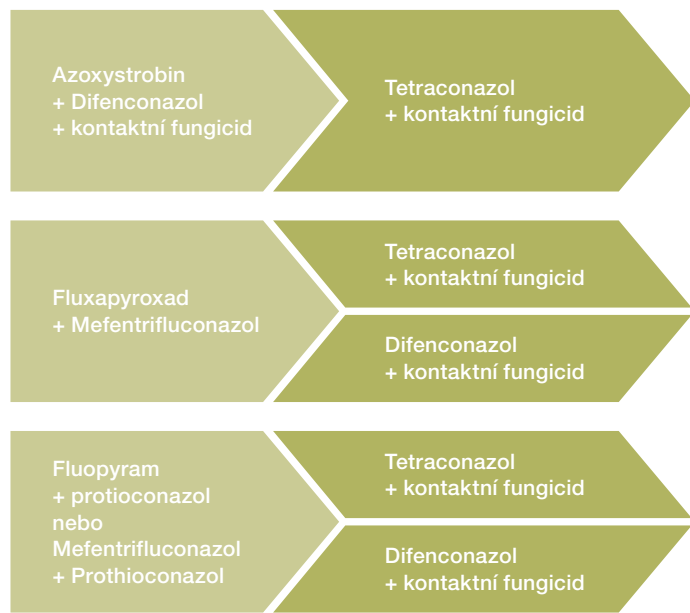 Azoxystrobin
+ Difenconazol
+ kontaktní fungicid
Tetraconazol
+ kontaktní fungicid
Fluxapyroxad
+ Mefentrifluconazol
Tetraconazol
+ kontaktní fungicid
Difenconazol
+ kontaktní fungicid
Fluopyram
+ protioconazol
nebo
Mefentrifluconazol
+ Prothioconazol
Tetraconazol
+ kontaktní fungicid
Difenconazol
+ kontaktní fungicid